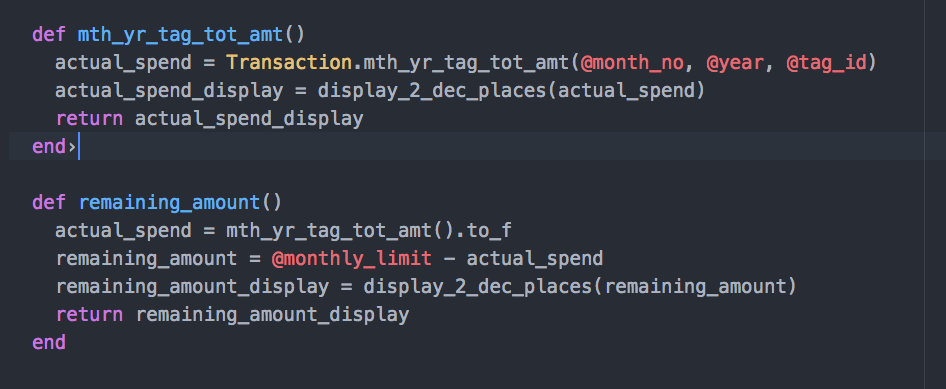 def mth_yr_tag_tot_amt()
  actual_spend = Transaction.mth_yr_tag_tot_amt(@month_no, @year, @tag_id)
  actual_spend_display = display_2_dec_places(actual_spend)
  return actual_spend_display
end›

def remaining_amount()
  actual_spend = mth_yr_tag_tot_amt().to_f
  remaining_amount = @monthly_limit - actual_spend
  remaining_amount_display = display_2_dec_places(remaining_amount)
  return remaining_amount_display
end